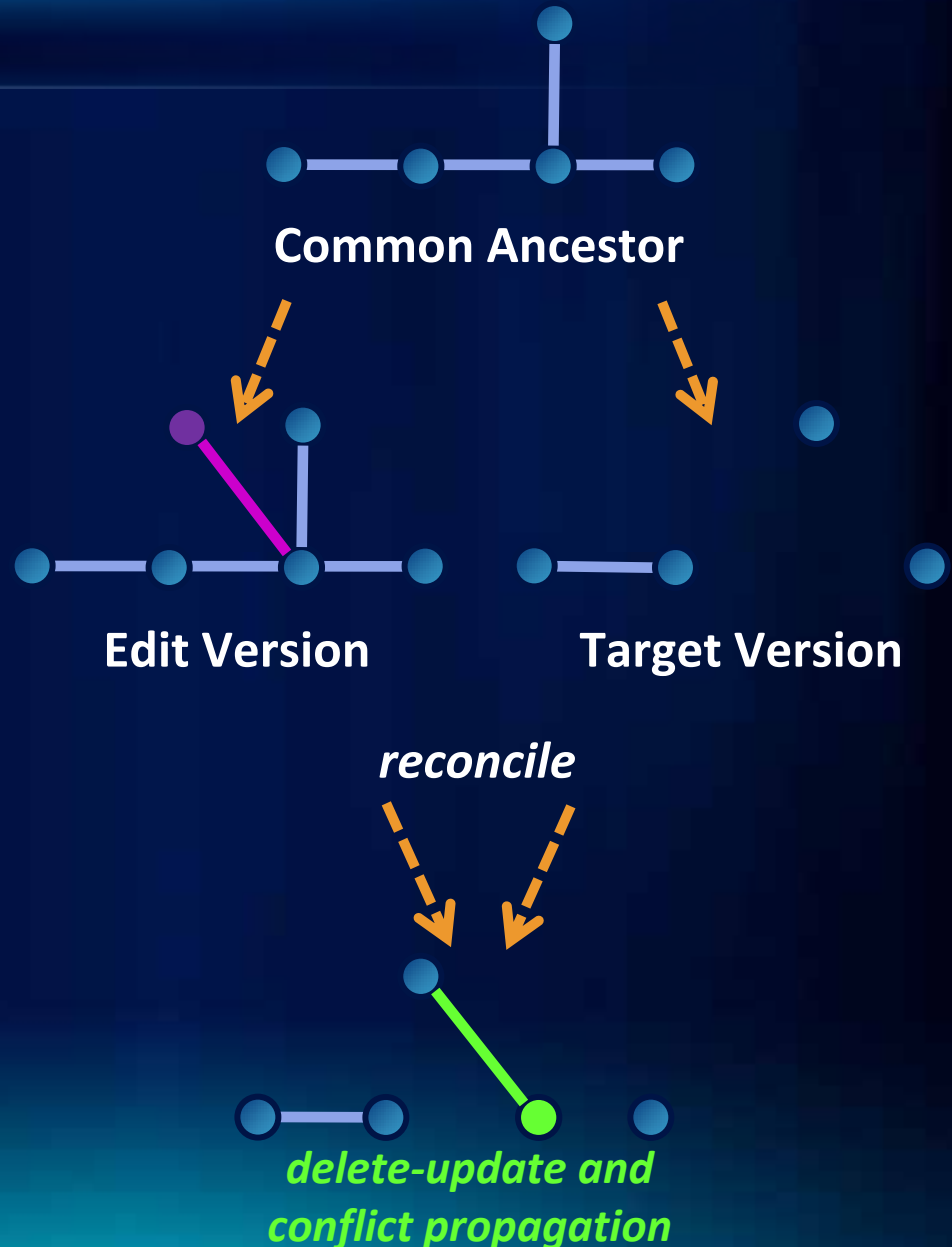 Common Ancestor
Edit Version
Target Version
reconcile
delete-update and
conflict propagation